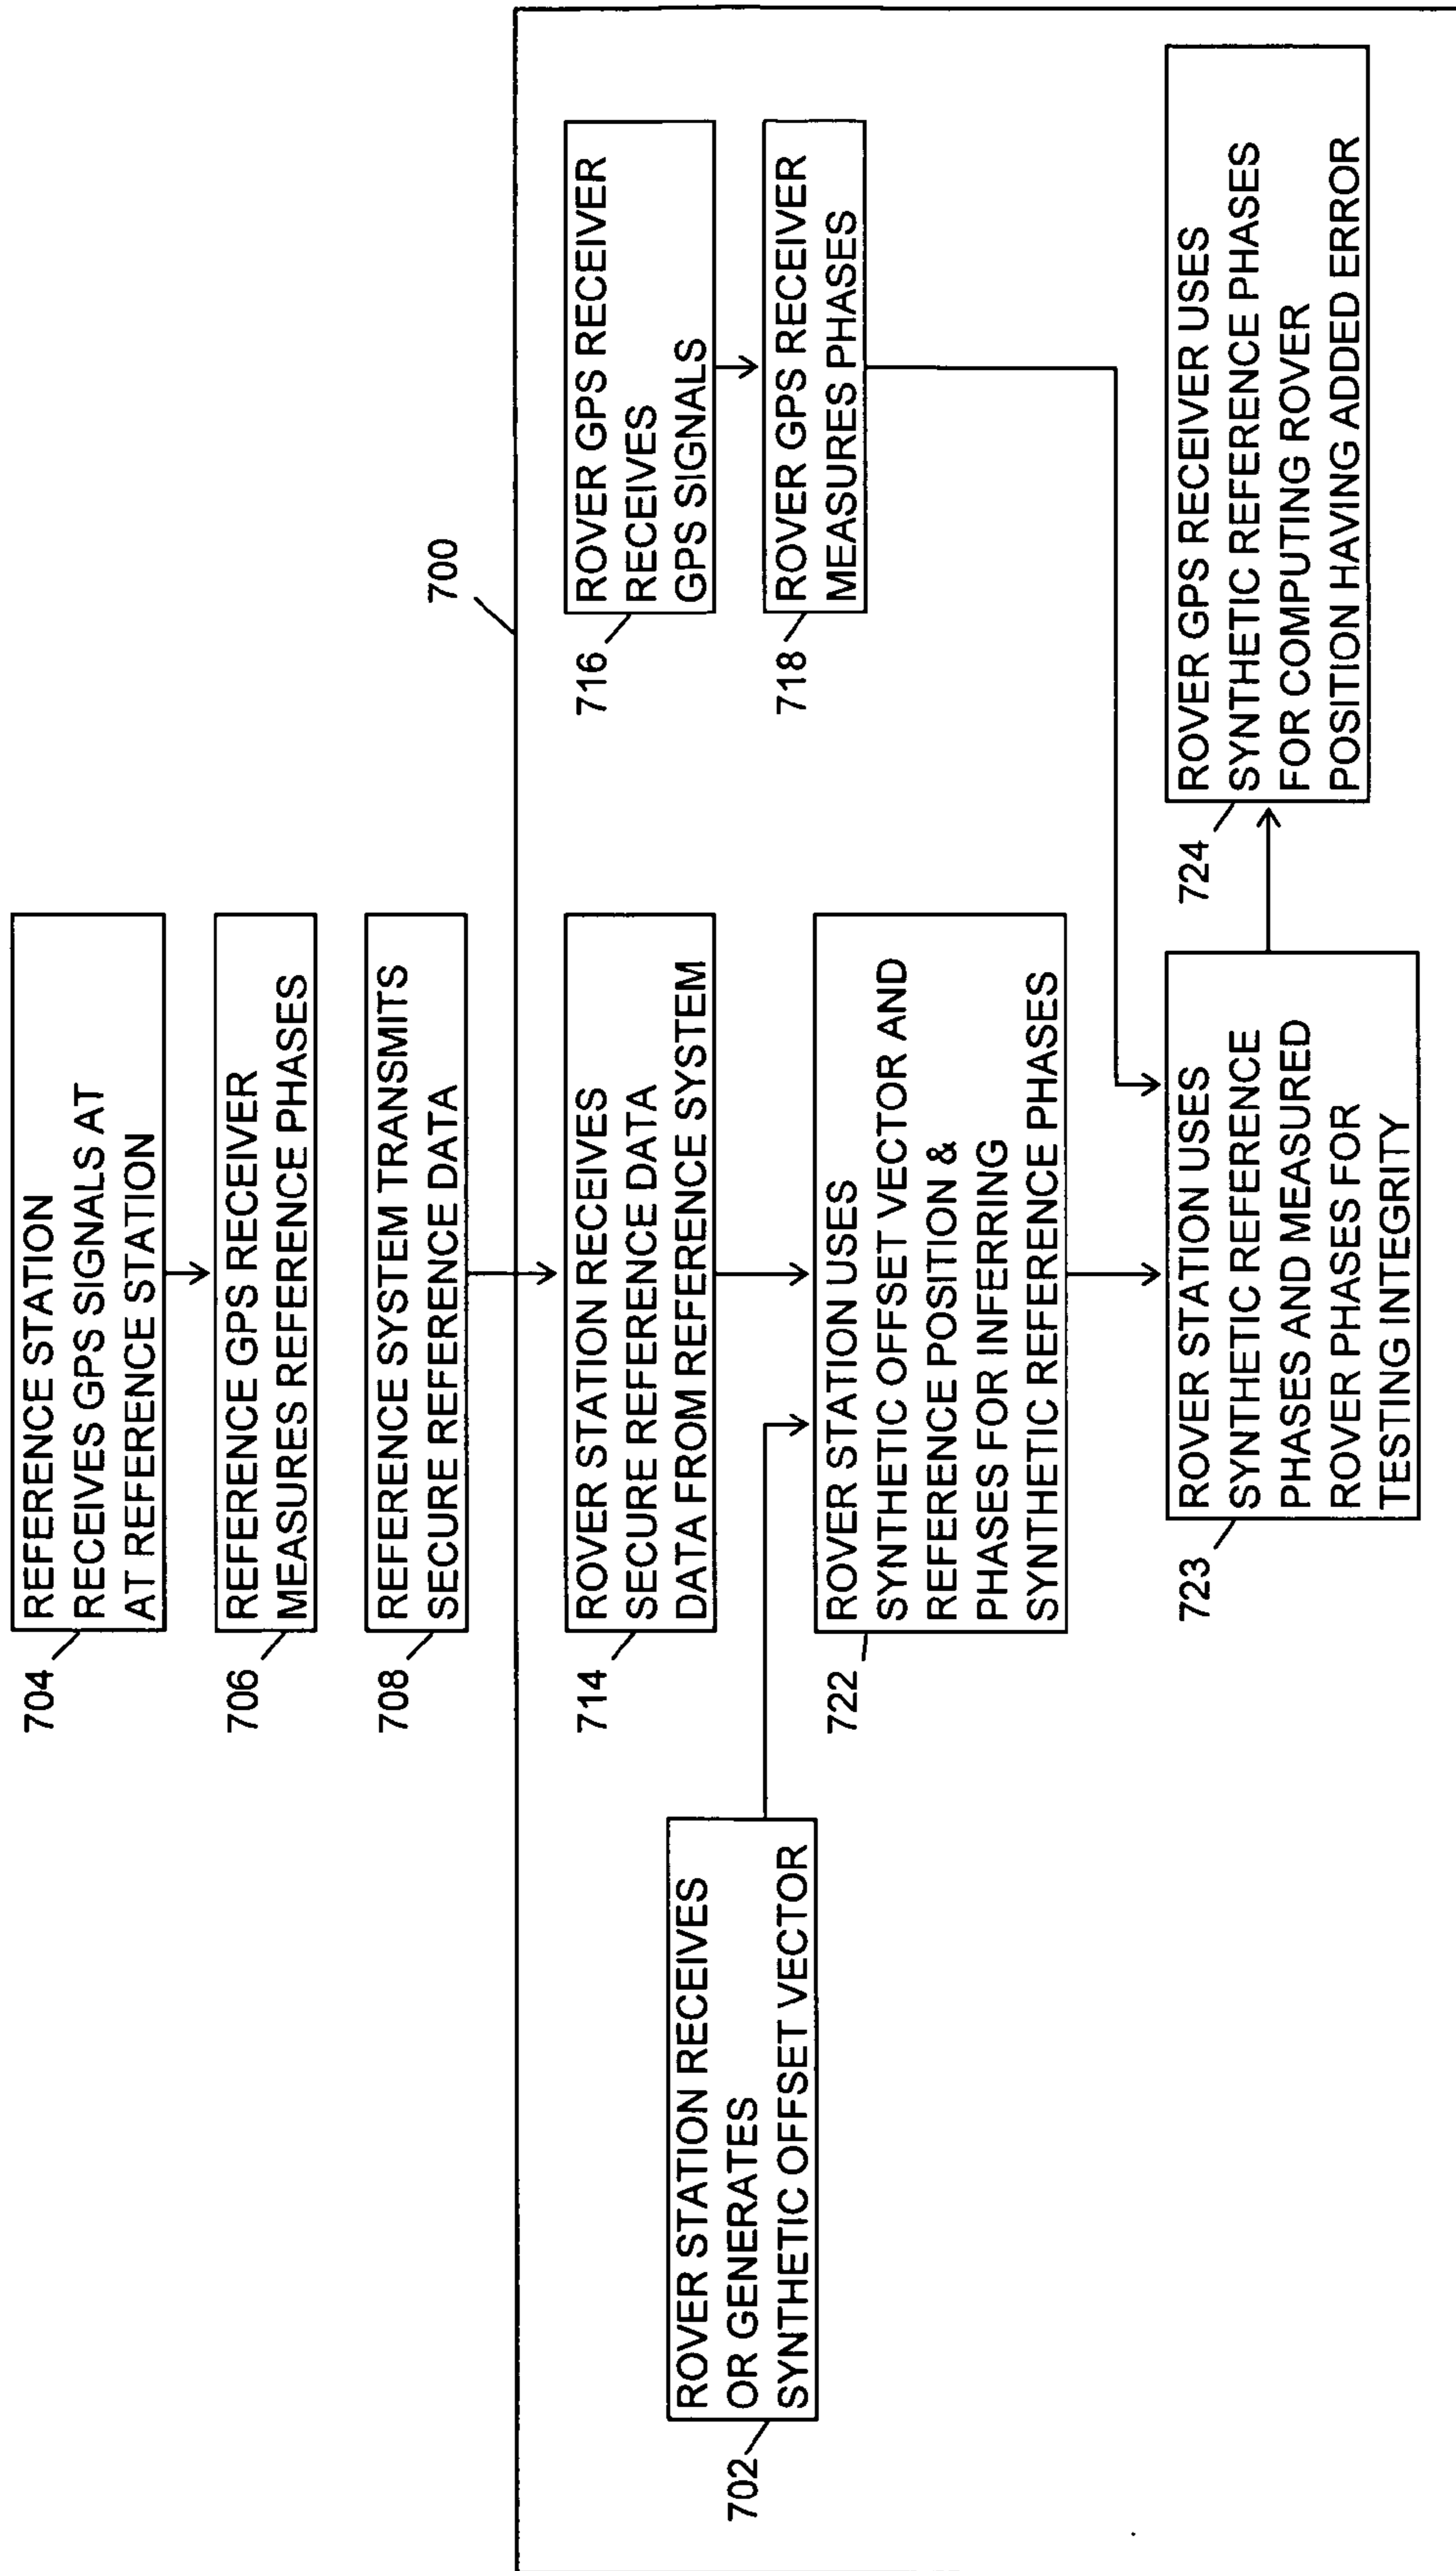 704
REFERENCE STATION
RECEIVES GPS SIGNALS AT
AT REFERENCE STATION
706
REFERENCE GPS RECEIVER
MEASURES REFERENCE PHASES
708
REFERENCE SYSTEM TRANSMITS
SECURE REFERENCE DATA
700
714
ROVER STATION RECEIVES
SECURE REFERENCE DATA
DATA FROM REFERENCE SYSTEM
716
ROVER GPS RECEIVER
RECEIVES
GPS SIGNALS
702
ROVER STATION RECEIVES
OR GENERATES
SYNTHETIC OFFSET VECTOR
718
ROVER GPS RECEIVER
MEASURES PHASES
722
ROVER STATION USES
SYNTHETIC OFFSET VECTOR AND
REFERENCE POSITION &
PHASES FOR INFERRING
SYNTHETIC REFERENCE PHASES
723
ROVER STATION USES
SYNTHETIC REFERENCE
PHASES AND MEASURED
ROVER PHASES FOR
TESTING INTEGRITY
724
ROVER GPS RECEIVER USES
SYNTHETIC REFERENCE PHASES
FOR COMPUTING ROVER
POSITION HAVING ADDED ERROR